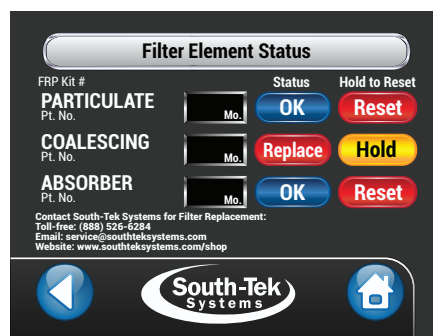 Filter Element Status
FRP Kit # Status Hold to Reset
PARTICULATE Mo. OK Reset
Pt. No.
COALESCING Mo. Replace Hold
Pt. No.
ABSORBER Mo. OK Reset
Pt. No.
Contact South-Tek Systems for Filter Replacement:
Toll-free: (888) 526-6284
Email: service@southteksystems.com
Website: www.southteksystems.com/shop
South-Tek
Systems